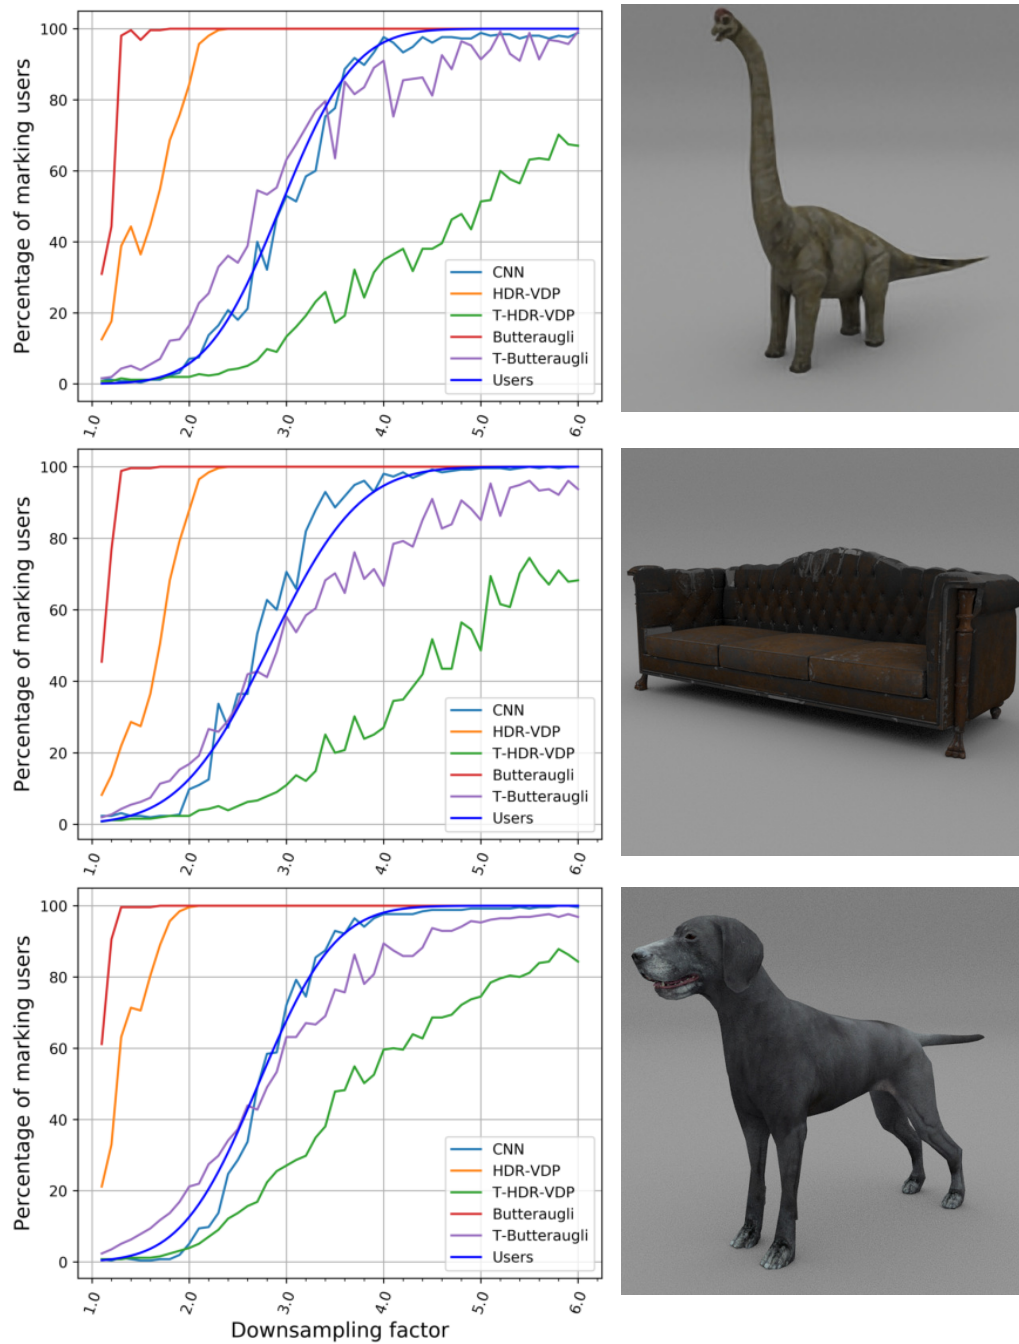 Percentage of marking users
100
80
60
40
20
0
CNN
HDR-VDP
T-HDR-VDP
Butteraugli
T-Butteraugli
Users
1.0 2.0 3.0 4.0 5.0 6.0
Percentage of marking users
100
80
60
40
20
0
CNN
HDR-VDP
T-HDR-VDP
Butteraugli
T-Butteraugli
Users
1.0 2.0 3.0 4.0 5.0 6.0
Percentage of marking users
100
80
60
40
20
0
CNN
HDR-VDP
T-HDR-VDP
Butteraugli
T-Butteraugli
Users
1.0 2.0 3.0 4.0 5.0 6.0
Downsampling factor